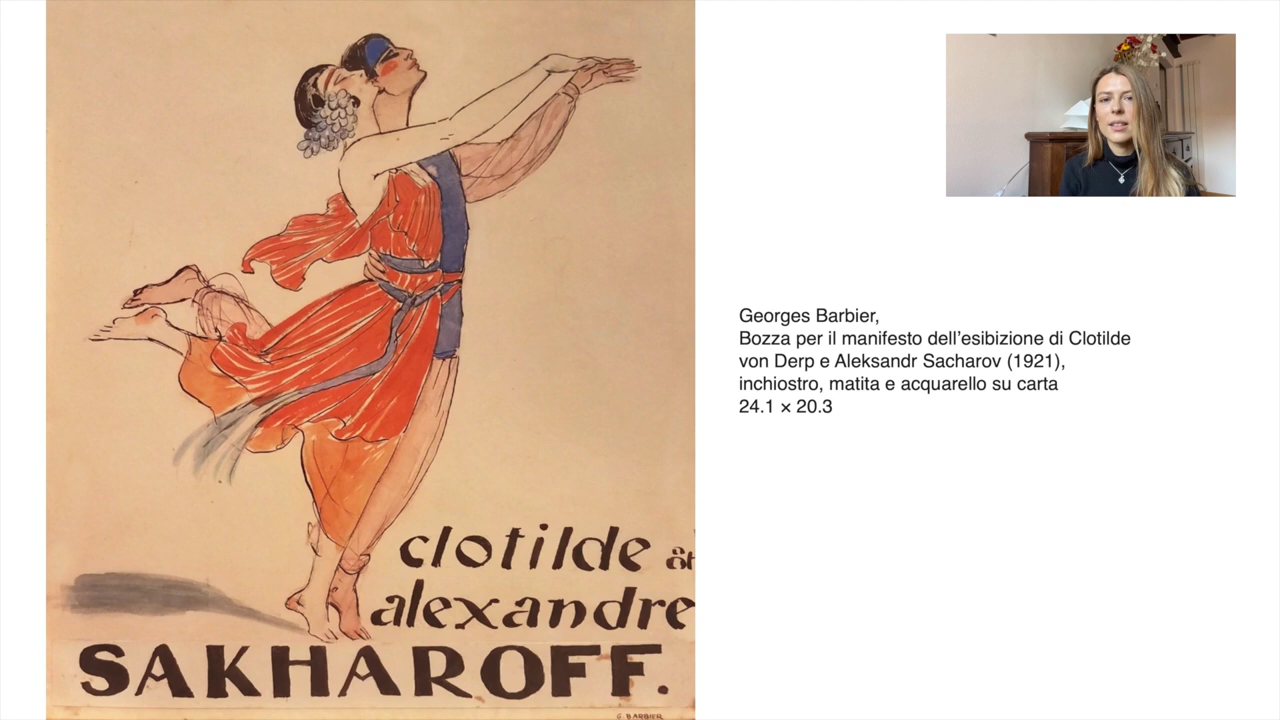 clotilde et
alexandre
SAKHAROFF.
G. BARBIER
Georges Barbier,
Bozza per il manifesto dell’esibizione di Clotilde
von Derp e Aleksandr Sacharov (1921),
inchiostro, matita e acquarello su carta
24.1 × 20.3